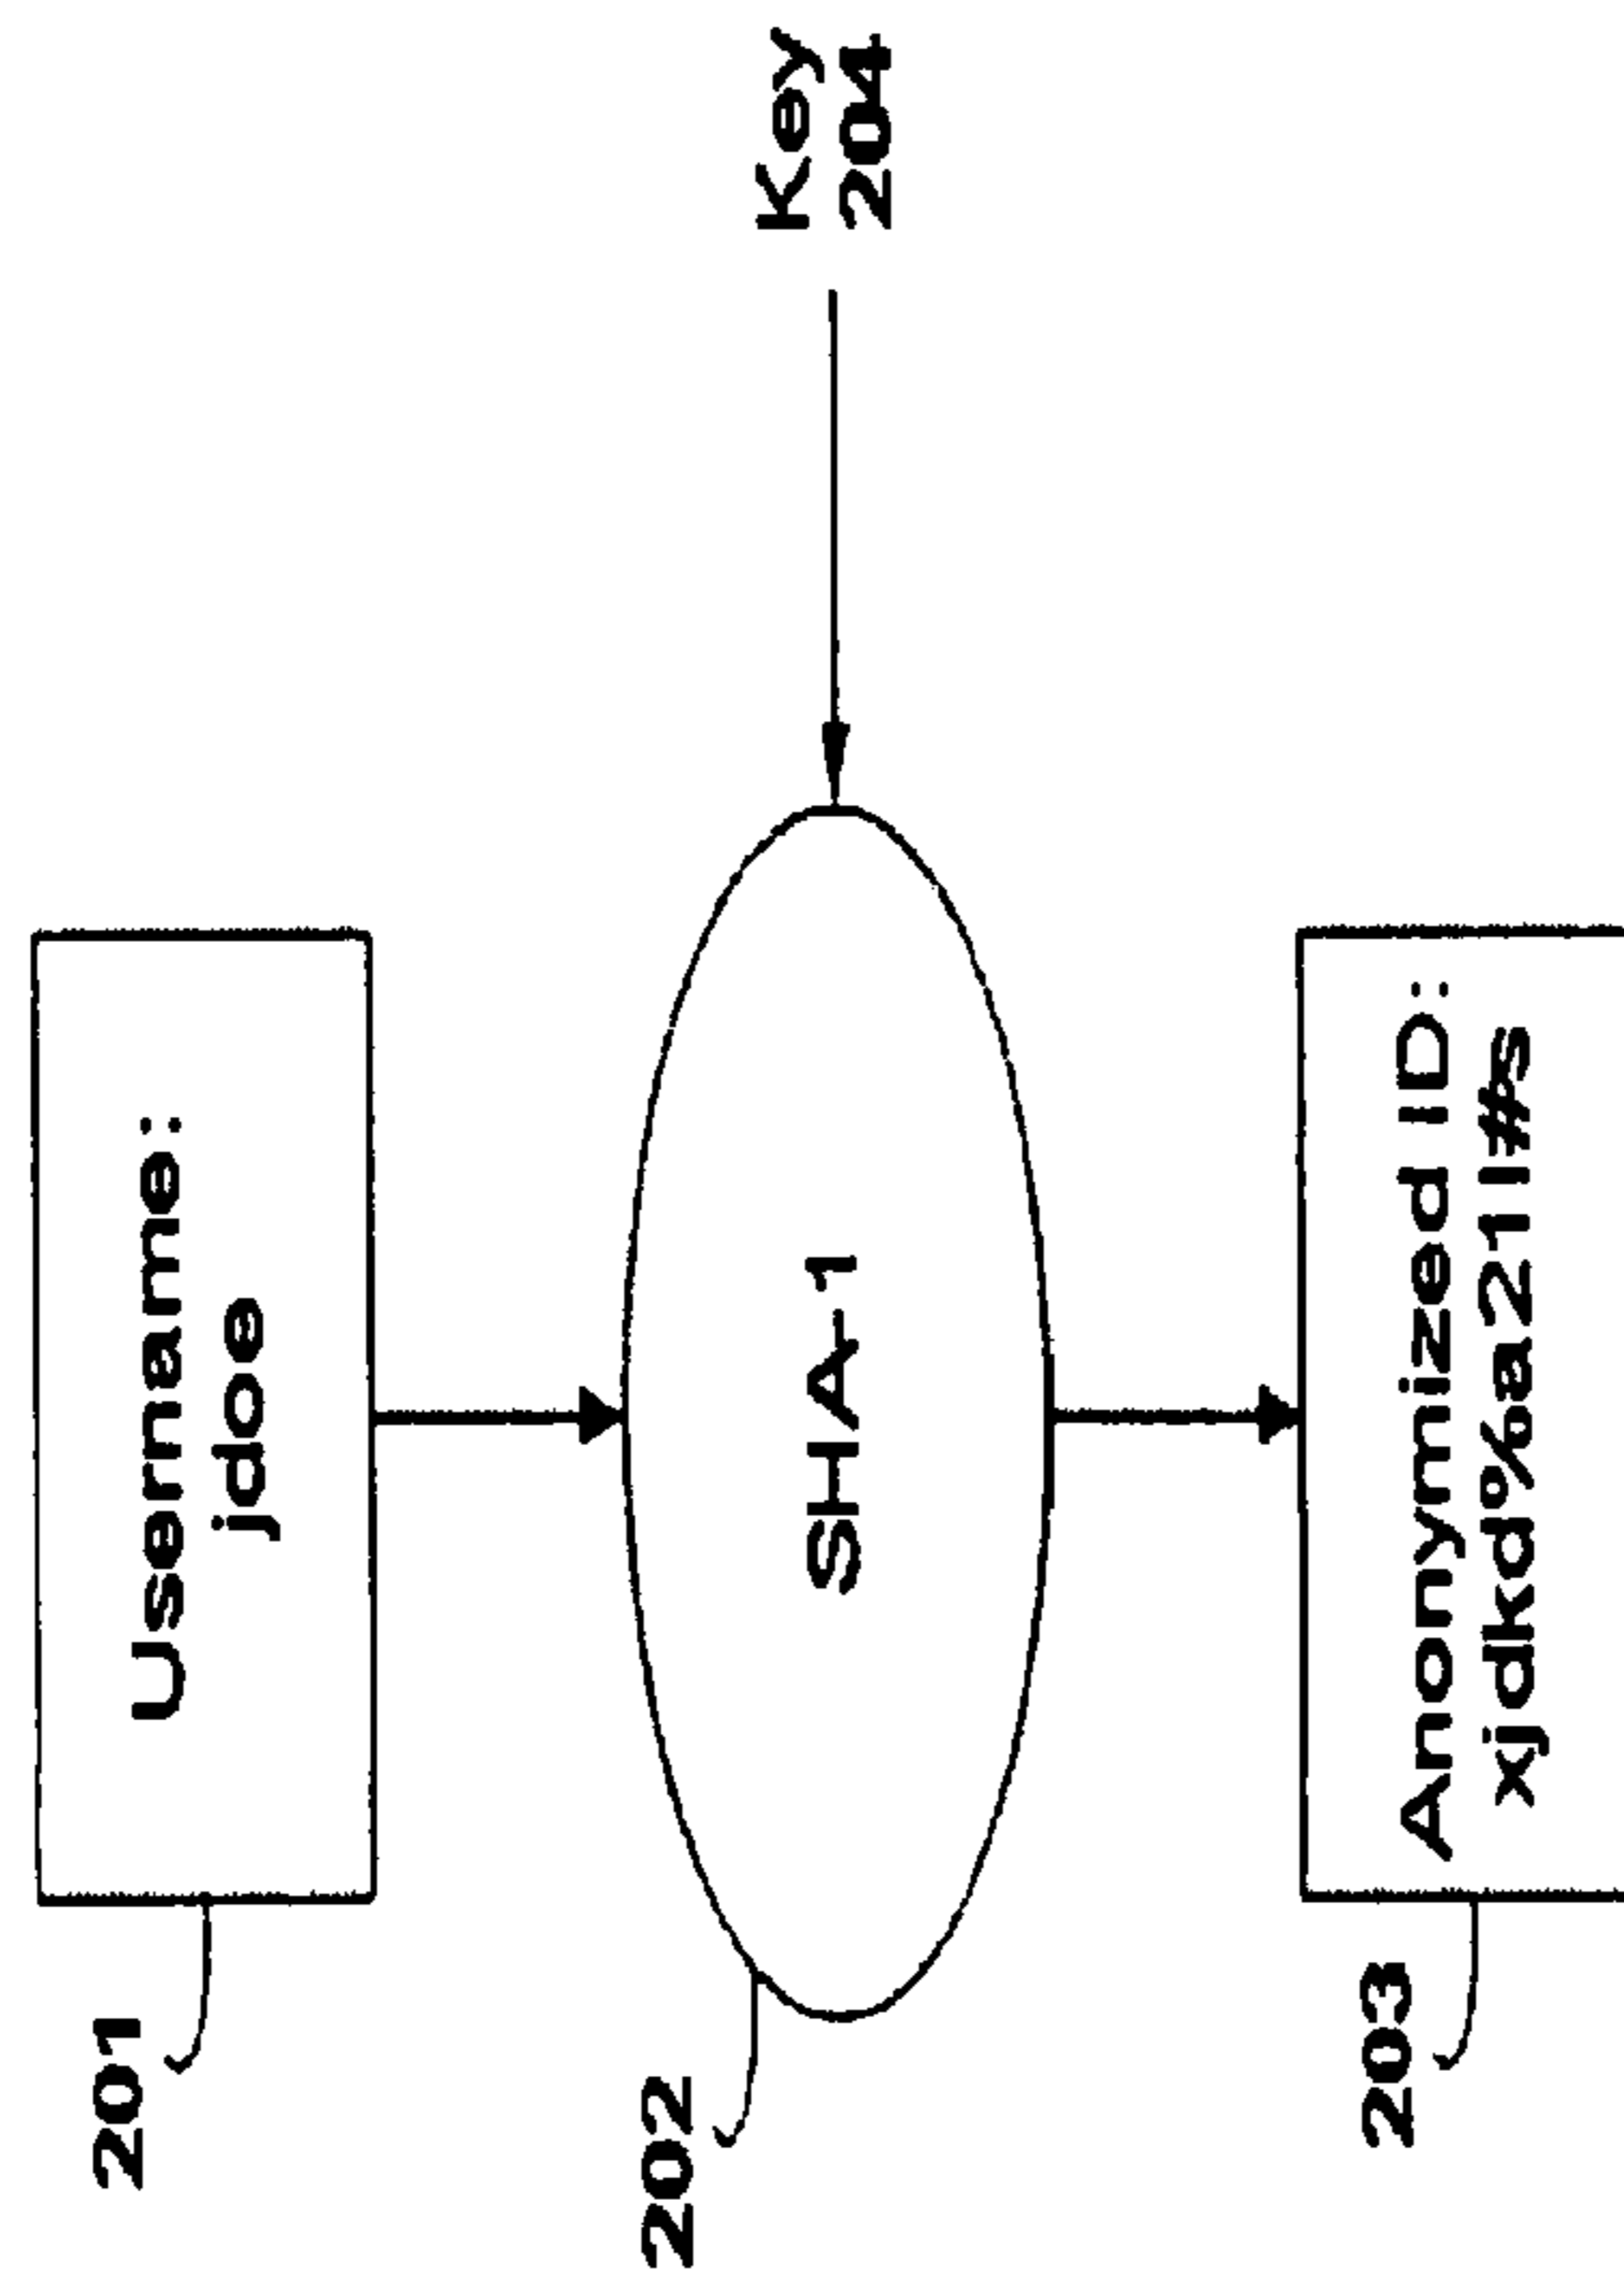 201
Username:
jdoe
202
SHA-1
Key
204
203
Anonymized ID:
xjdkd%a21l#s